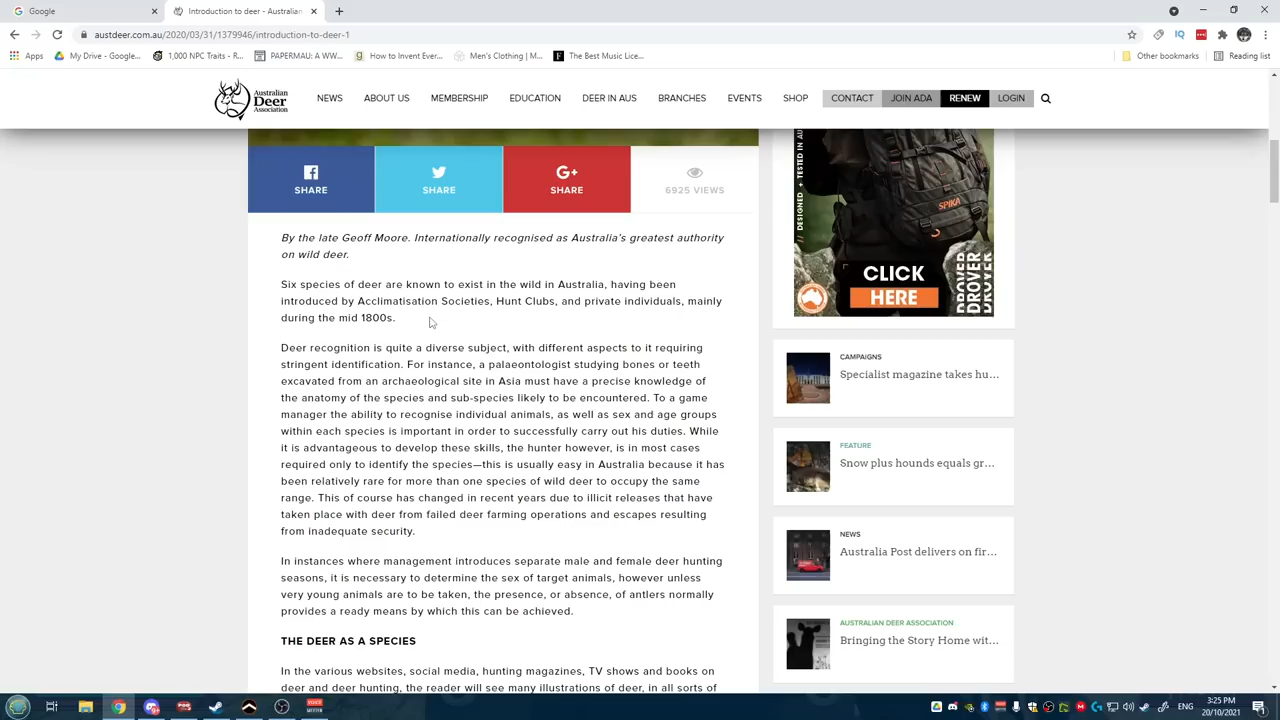 Google
Introduction to deer - Australian D
austdeer.com.au/2020/03/31/1379946/introduction-to-deer-1
Apps
My Drive - Google...
1,000 NPC Traits - R...
PAPERMAU: A WW...
How to Invent Ever...
Men's Clothing | M...
The Best Music Lice...
Other bookmarks
Reading list
Australian
Deer
Association
NEWS
ABOUT US
MEMBERSHIP
EDUCATION
DEER IN AUS
BRANCHES
EVENTS
SHOP
CONTACT
JOIN ADA
RENEW
LOGIN
SHARE
SHARE
G+
SHARE
6925 VIEWS
By the late Geoff Moore. Internationally recognised as Australia's greatest authority
on wild deer.
Six species of deer are known to exist in the wild in Australia, having been
introduced by Acclimatisation Societies, Hunt Clubs, and private individuals, mainly
during the mid 1800s.
Deer recognition is quite a diverse subject, with different aspects to it requiring
stringent identification. For instance, a palaeontologist studying bones or teeth
excavated from an archaeological site in Asia must have a precise knowledge of
the anatomy of the species and sub-species likely to be encountered. To a game
manager the ability to recognise individual animals, as well as sex and age groups
within each species is important in order to successfully carry out his duties. While
it is advantageous to develop these skills, the hunter however, is in most cases
required only to identify the species—this is usually easy in Australia because it has
been relatively rare for more than one species of wild deer to occupy the same
range. This of course has changed in recent years due to illicit releases that have
taken place with deer from failed deer farming operations and escapes resulting
from inadequate security.
In instances where management introduces separate male and female deer hunting
seasons, it is necessary to determine the sex of target animals, however unless
very young animals are to be taken, the presence, or absence, of antlers normally
provides a ready means by which this can be achieved.
THE DEER AS A SPECIES
In the various websites, social media, hunting magazines, TV shows and books on
deer and deer hunting, the reader will see many illustrations of deer, in all sorts of
// DESIGNED + TESTED IN AU
SPIKA
CLICK
HERE
DROVER
DROVER
DROVER
CAMPAIGNS
Specialist magazine takes hu...
FEATURE
Snow plus hounds equals gr...
NEWS
Australia Post delivers on fir...
AUSTRALIAN DEER ASSOCIATION
Bringing the Story Home wit...
VOICE
MEETER
ENG
3:25 PM
20/10/2021